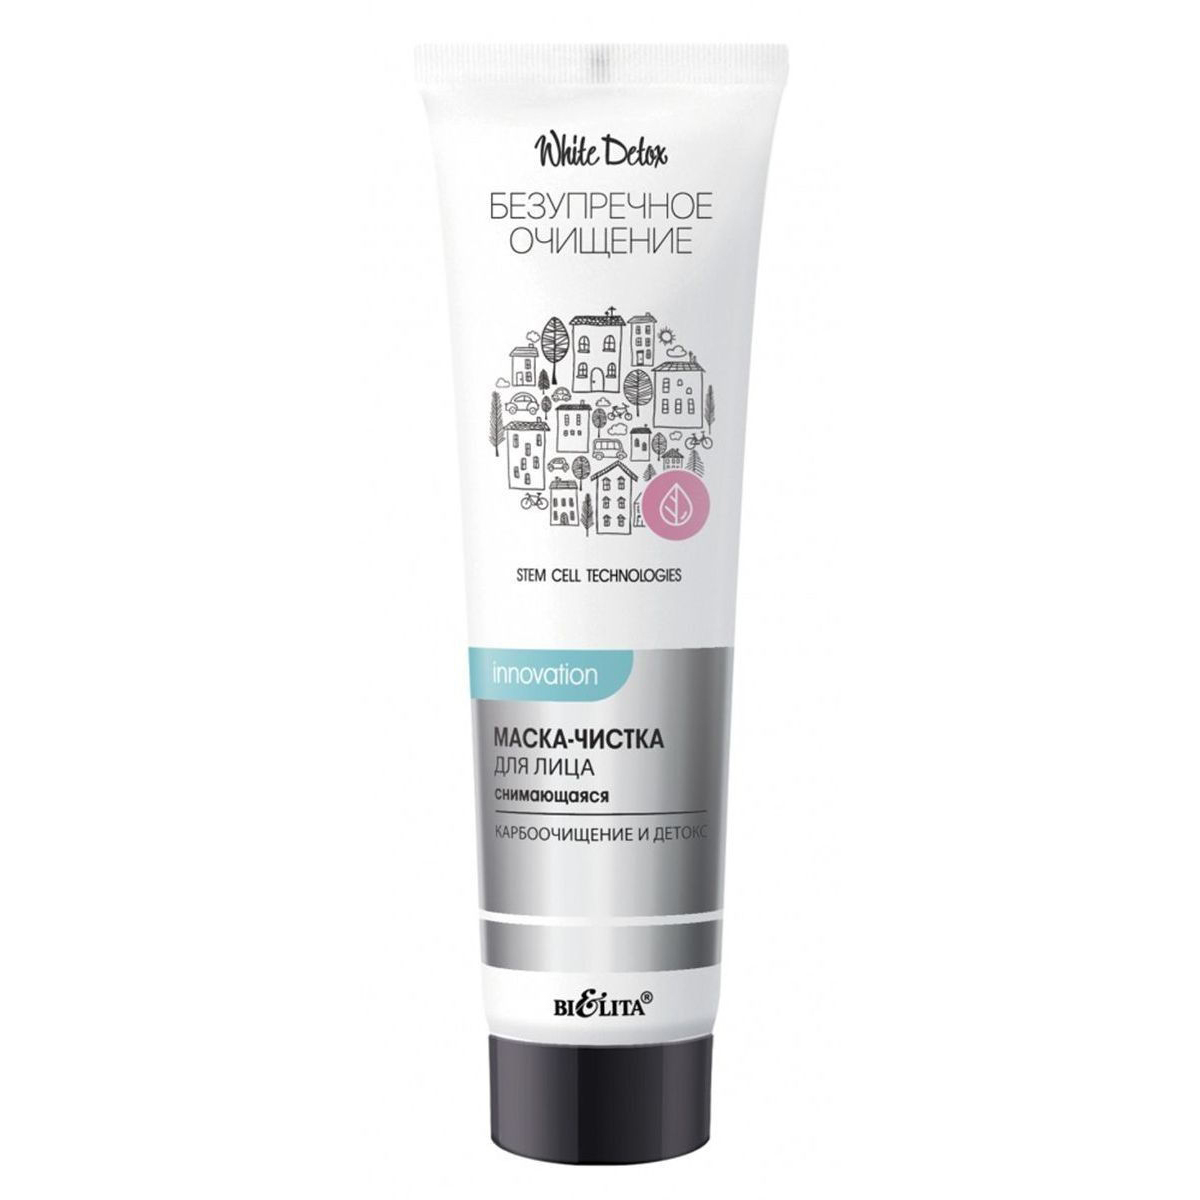 White Detox
БЕЗУПРЕЧНОЕ
ОЧИЩЕНИЕ
STEM CELL TECHNOLOGIES
innovation
МАСКА-ЧИСТКА
ДЛЯ ЛИЦА
снимающаяся
КАРБООЧИЩЕНИЕ И ДЕТОКС
BIELITA®